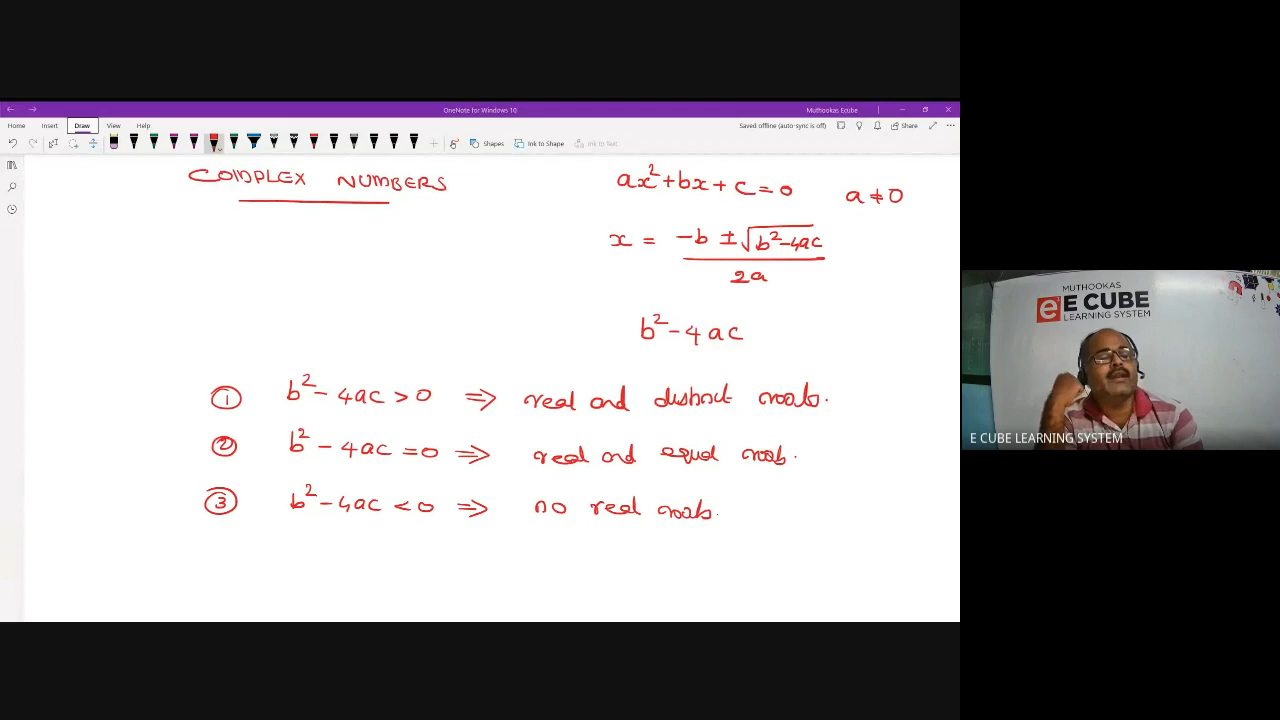 OneNote for Windows 10
Muthookas Ecube
Home Insert Draw View Help
Saved offline (auto-sync is off)
Share
Shapes
Ink to Shape
Ink to Text
COMPLEX NUMBERS
ax²+bx+c=0 a≠0
x = -b ±√b²-4ac
2a
b²-4ac
① b²-4ac>0 ⇒ real and distinct roots.
② b²-4ac=0 ⇒ real and equal roots.
③ b²-4ac<0 ⇒ no real roots.
MUTHOOKAS
e E CUBE
LEARNING SYSTEM
E CUBE LEARNING SYSTEM